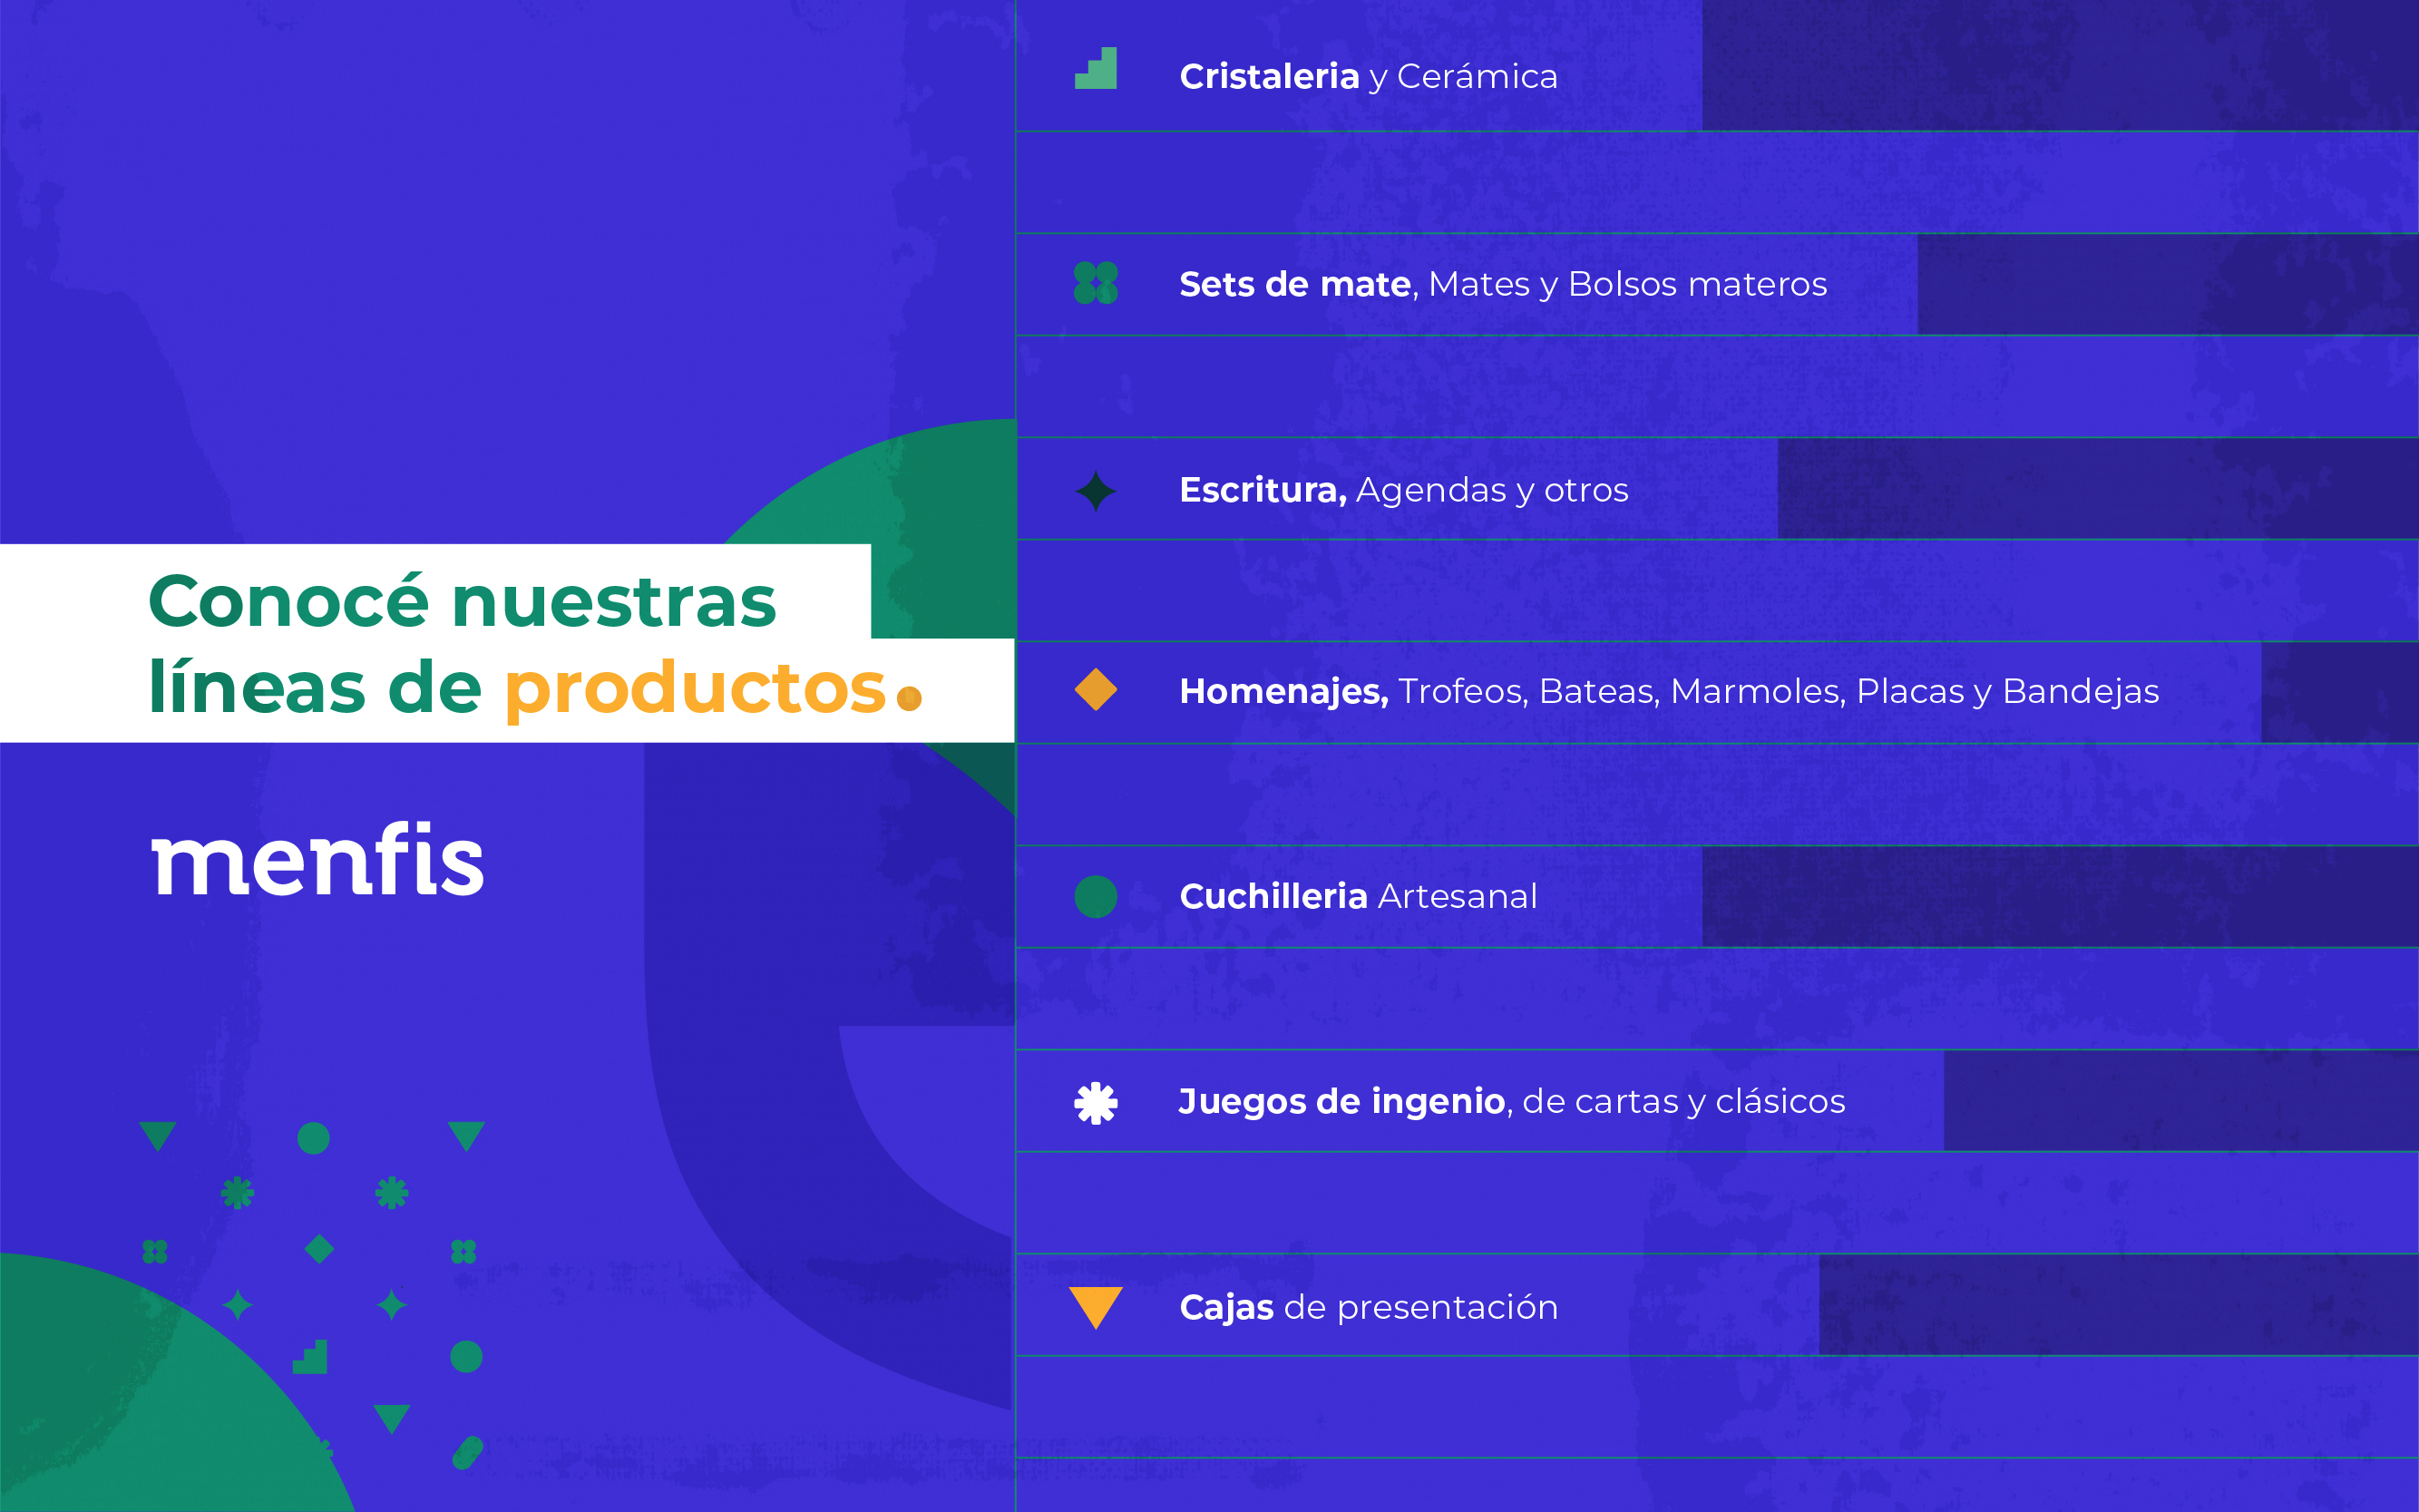 Conocé nuestras
líneas de productos.
menfis
Cristaleria y Cerámica
Sets de mate, Mates y Bolsos materos
Escritura, Agendas y otros
Homenajes, Trofeos, Bateas, Marmoles, Placas y Bandejas
Cuchilleria Artesanal
Juegos de ingenio, de cartas y clásicos
Cajas de presentación